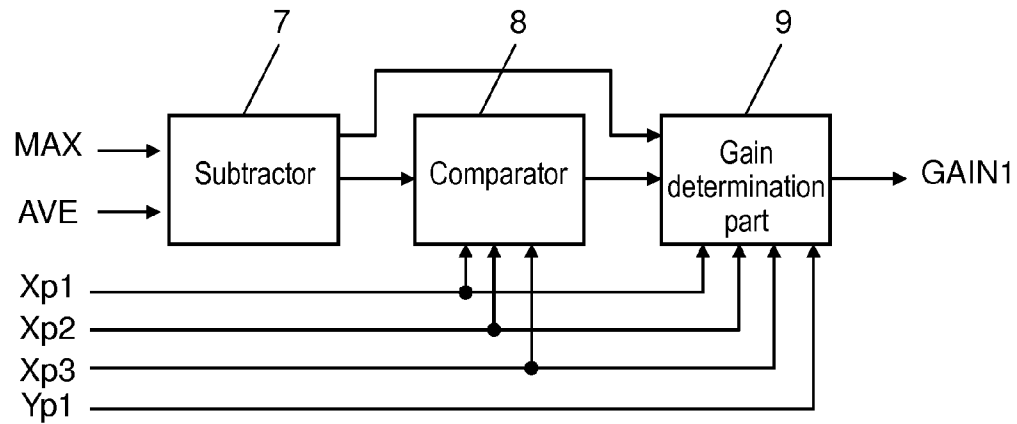 7
8
9
MAX
AVE
Subtractor
Comparator
Gain
determination
part
GAIN1
Xp1
Xp2
Xp3
Yp1